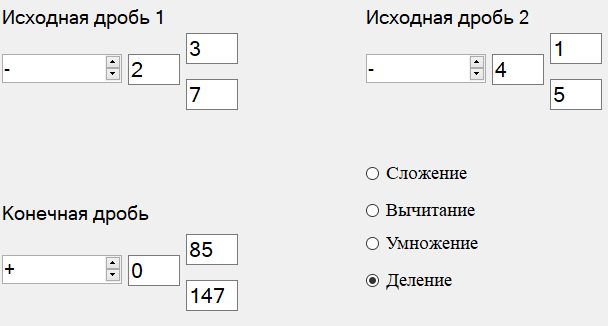 Исходная дробь 1
3
- 2
7
Исходная дробь 2
1
- 4
5
Сложение
Вычитание
Умножение
Деление
Конечная дробь
85
+ 0
147